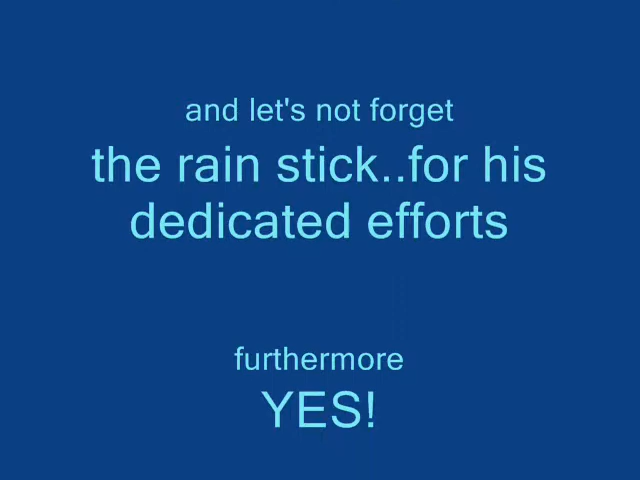 and let's not forget
the rain stick..for his
dedicated efforts
furthermore
YES!